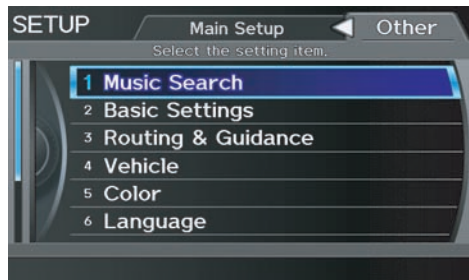 SETUP Main Setup Other
Select the setting item.
1 Music Search
2 Basic Settings
3 Routing & Guidance
4 Vehicle
5 Color
6 Language